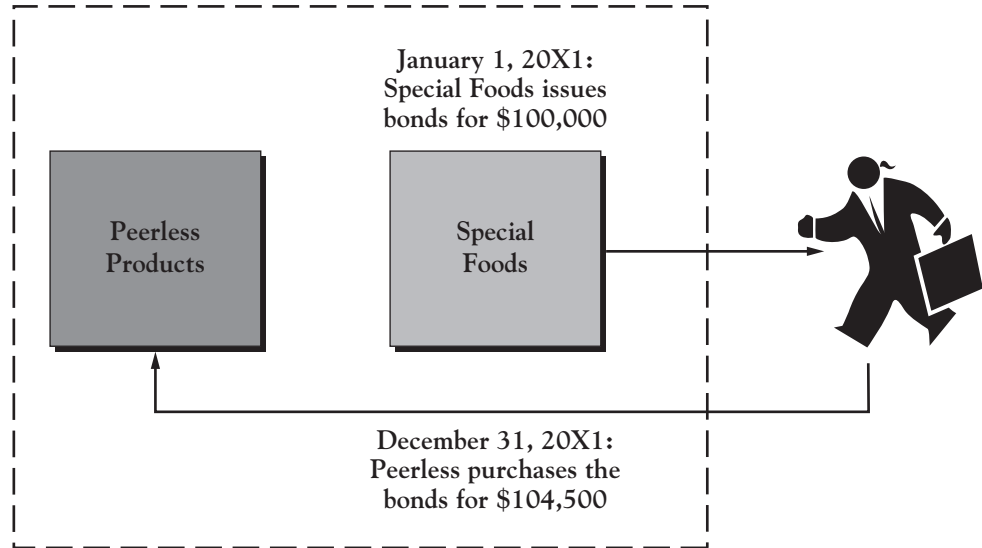 January 1, 20X1:
Special Foods issues
bonds for $100,000
Peerless
Products
Special
Foods
December 31, 20X1:
Peerless purchases the
bonds for $104,500